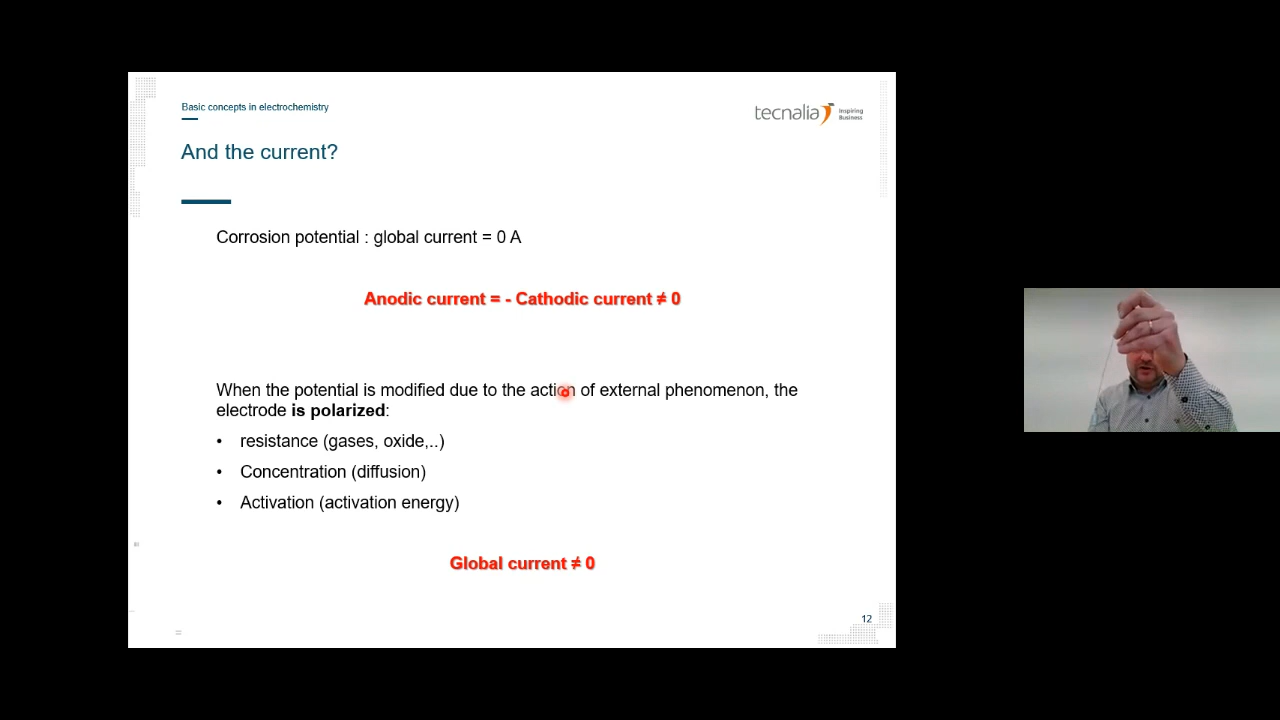 Basic concepts in electrochemistry
tecnalia Inspiring Business
And the current?
Corrosion potential : global current = 0 A
Anodic current = - Cathodic current ≠ 0
When the potential is modified due to the action of external phenomenon, the
electrode is polarized:
• resistance (gases, oxide,..)
• Concentration (diffusion)
• Activation (activation energy)
Global current ≠ 0
12